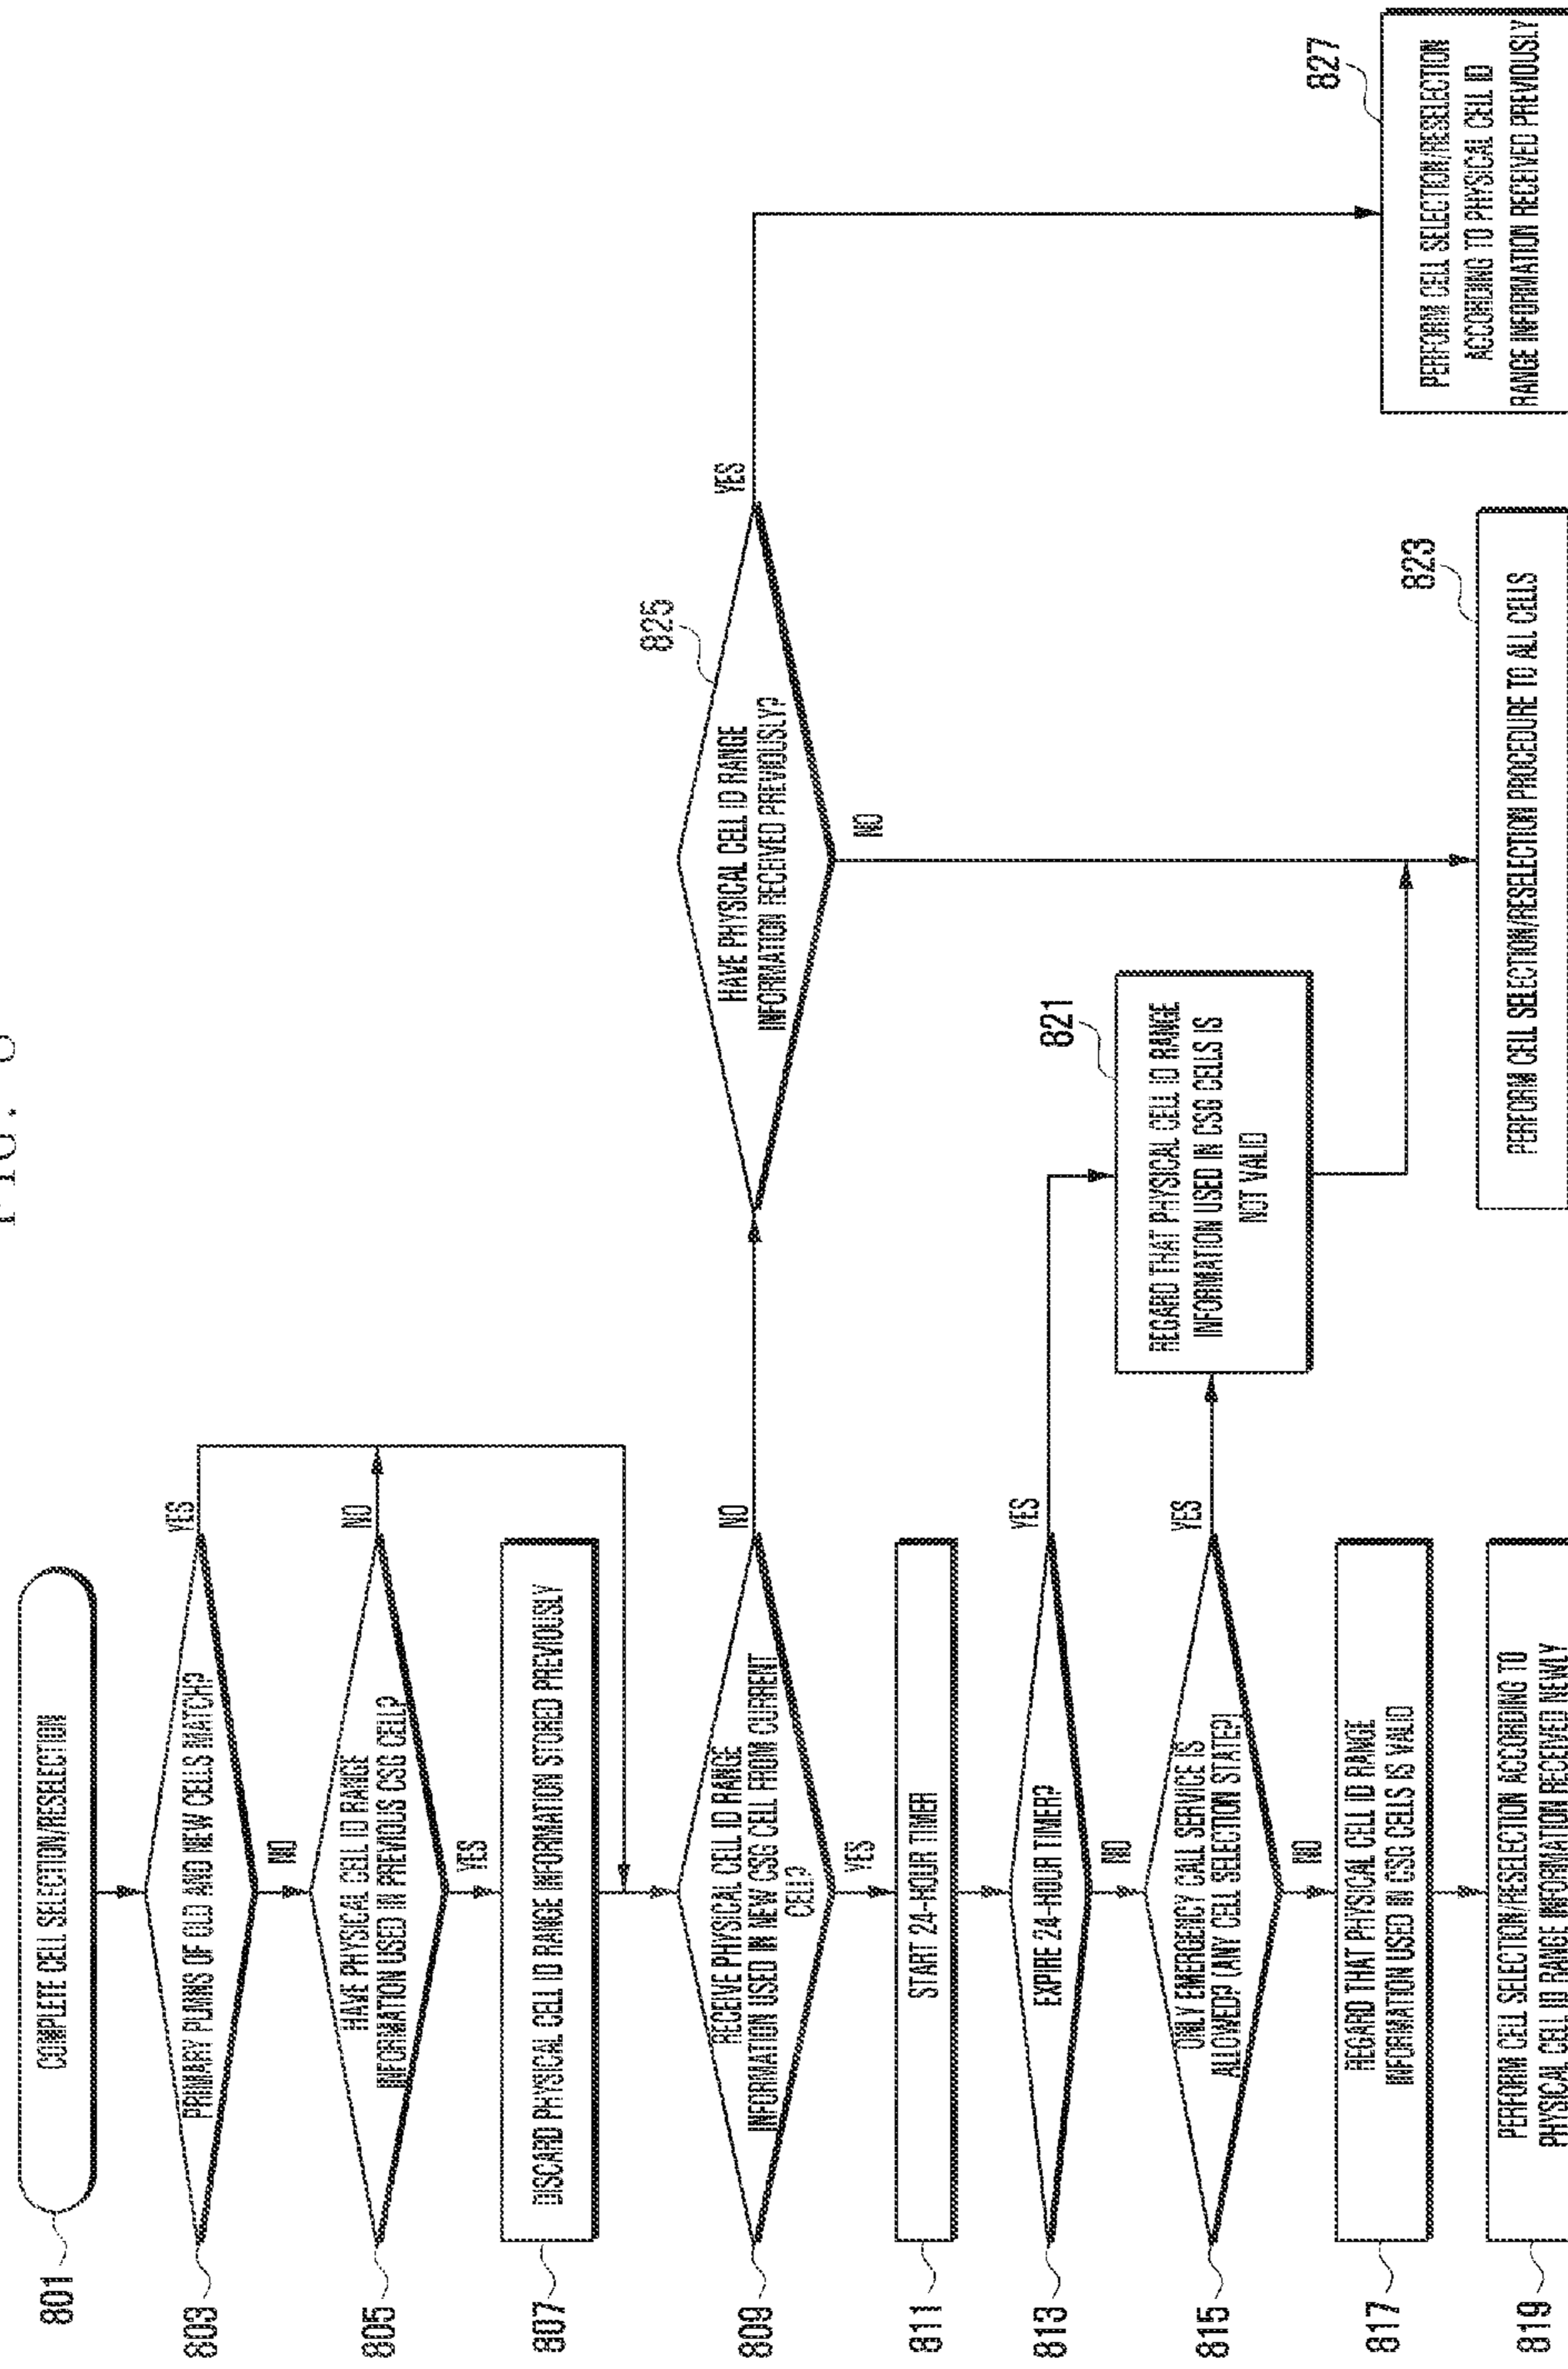 FIG. 8
801
COMPLETE CELL SELECTION/RESELECTION
803
PRIMARY PLMNS OF OLD AND NEW CELLS MATCH?
YES
NO
805
HAVE PHYSICAL CELL ID RANGE
INFORMATION USED IN PREVIOUS CSG CELL?
NO
YES
807
DISCARD PHYSICAL CELL ID RANGE INFORMATION STORED PREVIOUSLY
809
RECEIVE PHYSICAL CELL ID RANGE
INFORMATION USED IN NEW CSG CELL FROM CURRENT
CELL?
NO
YES
825
HAVE PHYSICAL CELL ID RANGE
INFORMATION RECEIVED PREVIOUSLY?
YES
NO
811
START 24-HOUR TIMER
813
EXPIRE 24-HOUR TIMER?
YES
NO
815
ONLY EMERGENCY CALL SERVICE IS
ALLOWED? (ANY CELL SELECTION STATE?)
YES
NO
821
REGARD THAT PHYSICAL CELL ID RANGE
INFORMATION USED IN CSG CELLS IS
NOT VALID
817
REGARD THAT PHYSICAL CELL ID RANGE
INFORMATION USED IN CSG CELLS IS VALID
819
PERFORM CELL SELECTION/RESELECTION ACCORDING TO
PHYSICAL CELL ID RANGE INFORMATION RECEIVED NEWLY
823
PERFORM CELL SELECTION/RESELECTION PROCEDURE TO ALL CELLS
827
PERFORM CELL SELECTION/RESELECTION
ACCORDING TO PHYSICAL CELL ID
RANGE INFORMATION RECEIVED PREVIOUSLY